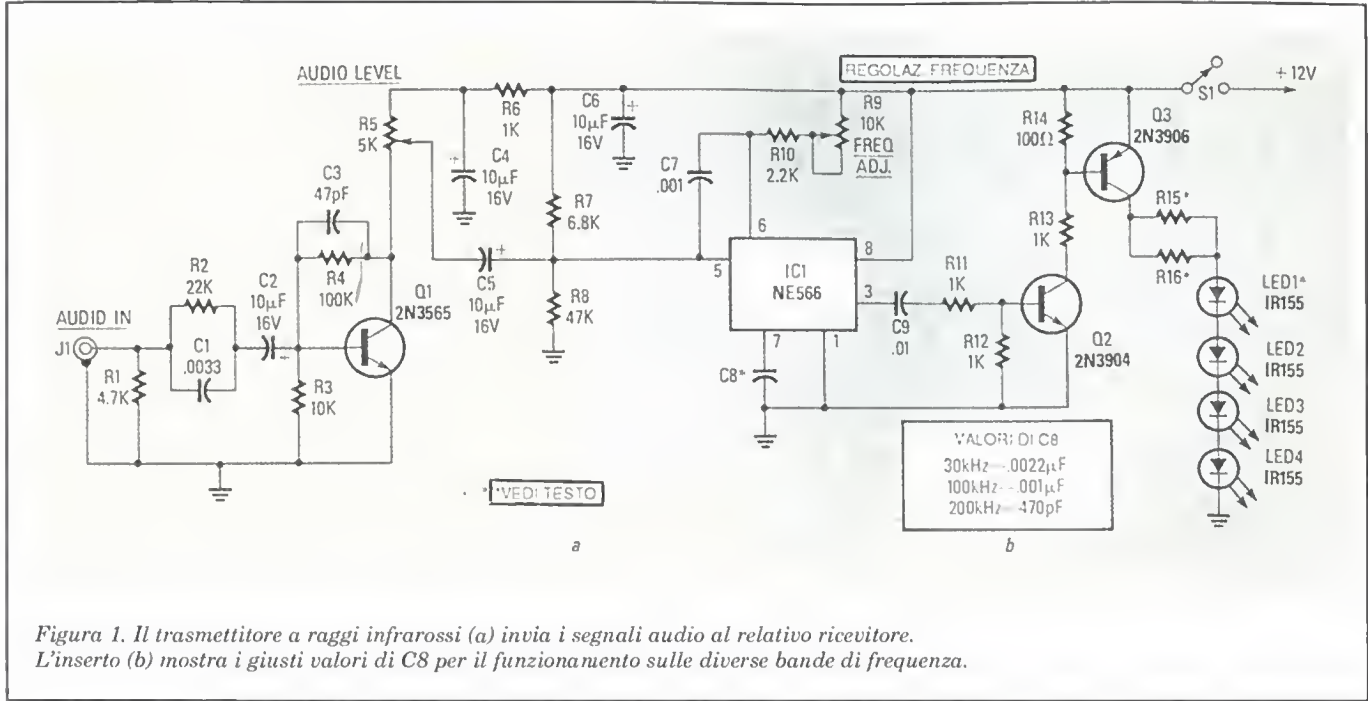 AUDIO LEVEL
REGOLAZ. FREQUENZA
+12V
S1
R5
5K
R6
1K
C4
10µF
16V
C6
10µF
16V
R9
10K
FREQ
ADJ.
R10
2.2K
C7
.001
R14
100Ω
Q3
2N3906
C3
47pF
R4
100K
R7
6.8K
R13
1K
R15*
R16*
6
5
8
3
7
1
IC1
NE566
R2
22K
C2
10µF
16V
Q1
2N3565
C5
10µF
16V
R8
47K
R11
1K
C9
.01
R12
1K
Q2
2N3904
LED1*
IR155
LED2
IR155
LED3
IR155
LED4
IR155
AUDIO IN
J1
C1
.0033
R1
4.7K
R3
10K
C8*
*VEDI TESTO
VALORI DI C8
30kHz—.0022µF
100kHz—.001µF
200kHz—470pF
a
b
Figura 1. Il trasmettitore a raggi infrarossi (a) invia i segnali audio al relativo ricevitore.
L'inserto (b) mostra i giusti valori di C8 per il funzionamento sulle diverse bande di frequenza.